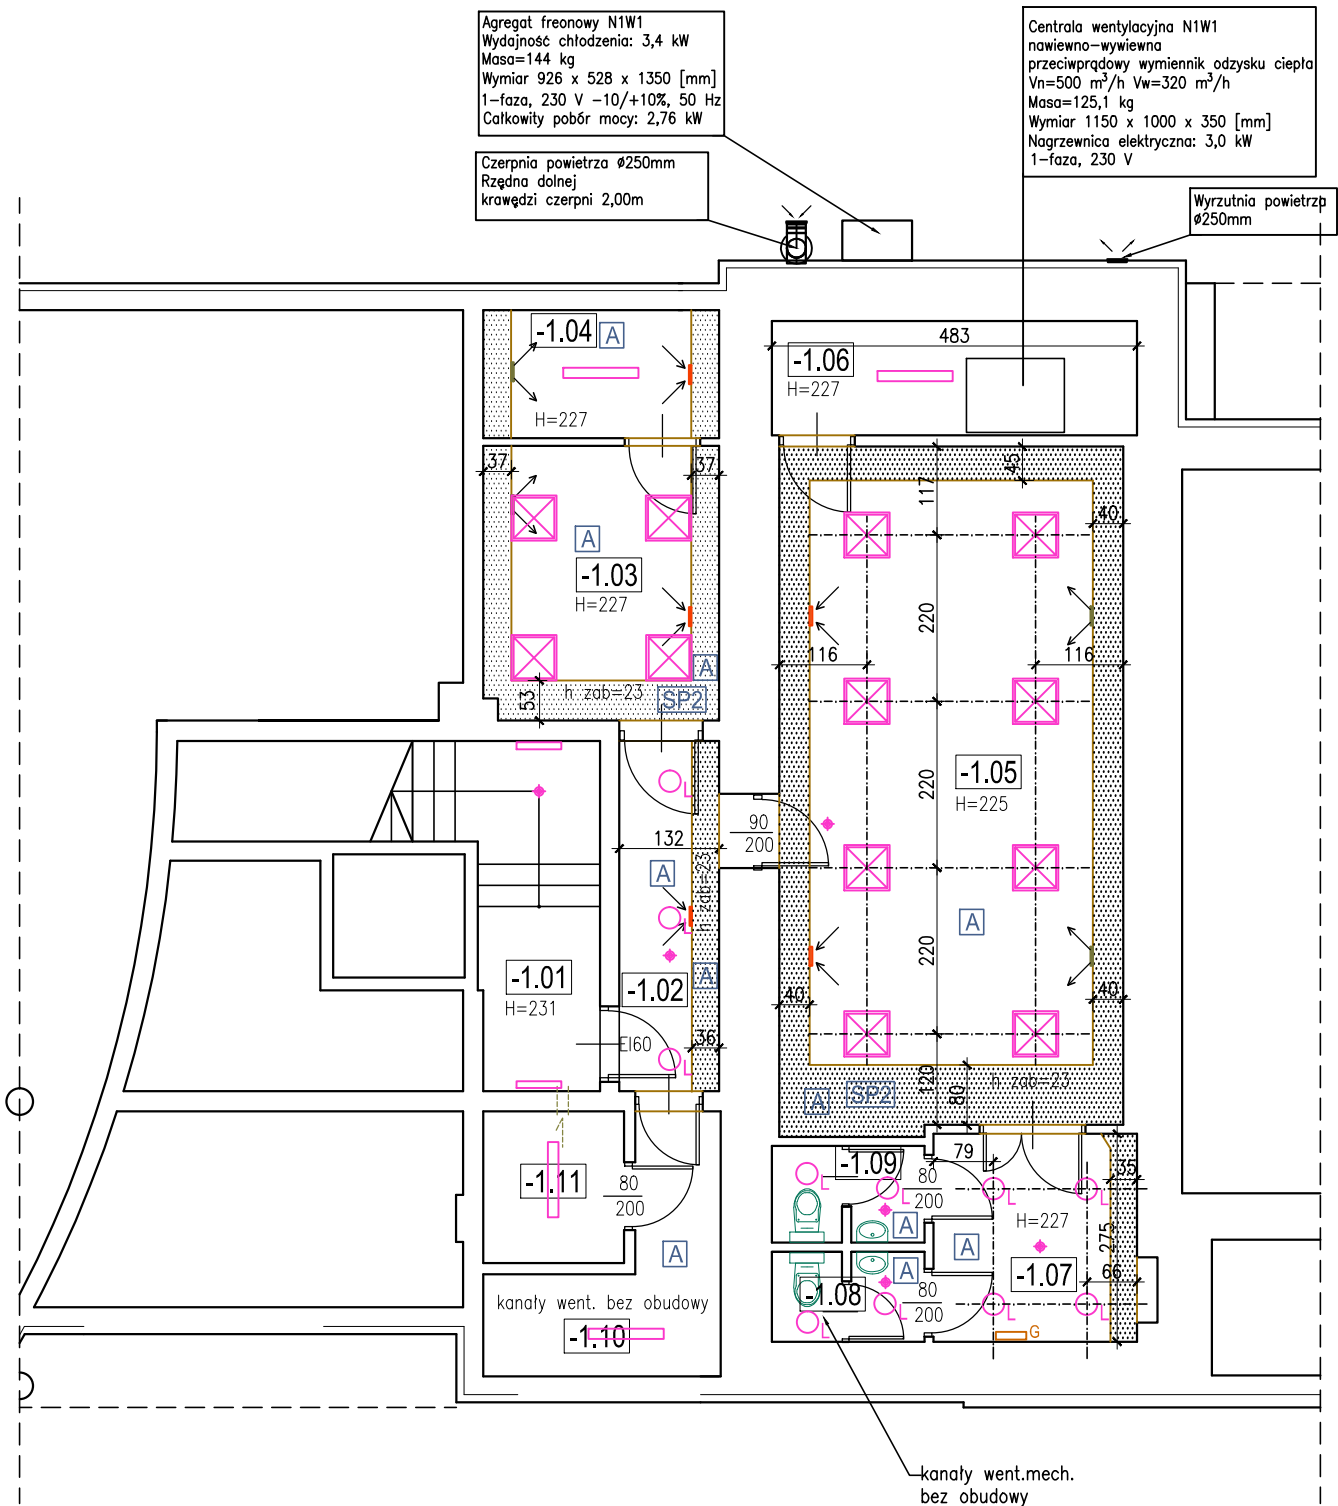 Agregat freonowy N1W1
Wydajność chłodzenia: 3,4 kW
Masa=144 kg
Wymiar 926 x 528 x 1350 [mm]
1-faza, 230 V -10/+10%, 50 Hz
Całkowity pobór mocy: 2,76 kW
Centrala wentylacyjna N1W1
nawiewno-wywiewna
przeciwprądowy wymiennik odzysku ciepła
Vn=500 m³/h Vw=320 m³/h
Masa=125,1 kg
Wymiar 1150 x 1000 x 350 [mm]
Nagrzewnica elektryczna: 3,0 kW
1-faza, 230 V
Czerpnia powietrza ø250mm
Rzędna dolnej
krawędzi czerpni 2,00m
Wyrzutnia powietrza
ø250mm
-1.04
A
H=227
483
-1.06
H=227
37
37
A
-1.03
H=227
A
53
h zab=23
SP2
117
45
40
220
116
116
220
-1.05
H=225
220
A
220
40
40
120
80
h zab=23
A
SP2
L
132
90
200
h zab=23
A
L
-1.01
H=231
-1.02
A
EI60
36
L
-1.11
80
200
A
kanały went. bez obudowy
-1.10
-1.09
L
L
79
80
200
A
A
L
L
H=227
35
275
-1.07
66
A
-1.08
80
200
L
L
L
L
G
kanały went.mech.
bez obudowy